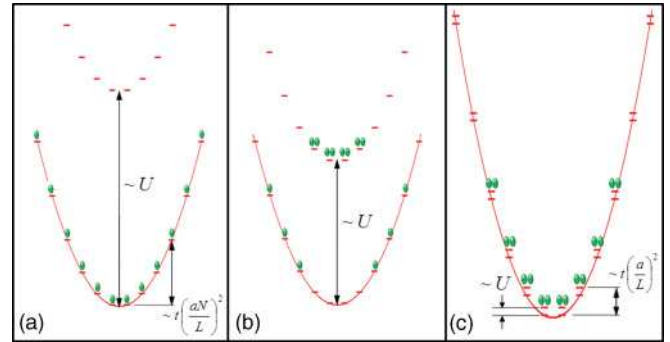 ~U
~t(aN/L)²
(a)
~U
(b)
~U
~t(a/L)²
(c)